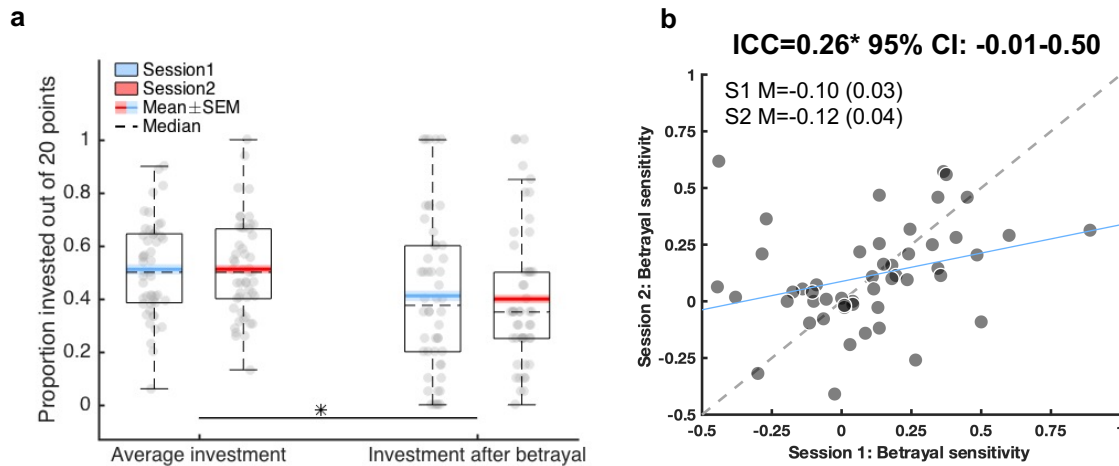 a
Session1
Session2
Mean±SEM
Median
Proportion invested out of 20 points
1
0.8
0.6
0.4
0.2
0
*
Average investment
Investment after betrayal
b
ICC=0.26* 95% CI: -0.01-0.50
S1 M=-0.10 (0.03)
S2 M=-0.12 (0.04)
Session 2: Betrayal sensitivity
1
0.75
0.5
0.25
0
-0.25
-0.5
-0.5 -0.25 0 0.25 0.5 0.75
Session 1: Betrayal sensitivity